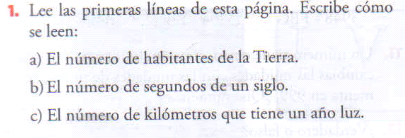 1. Lee las primeras líneas de esta página. Escribe cómo
se leen:
a) El número de habitantes de la Tierra.
b) El número de segundos de un siglo.
c) El número de kilómetros que tiene un año luz.